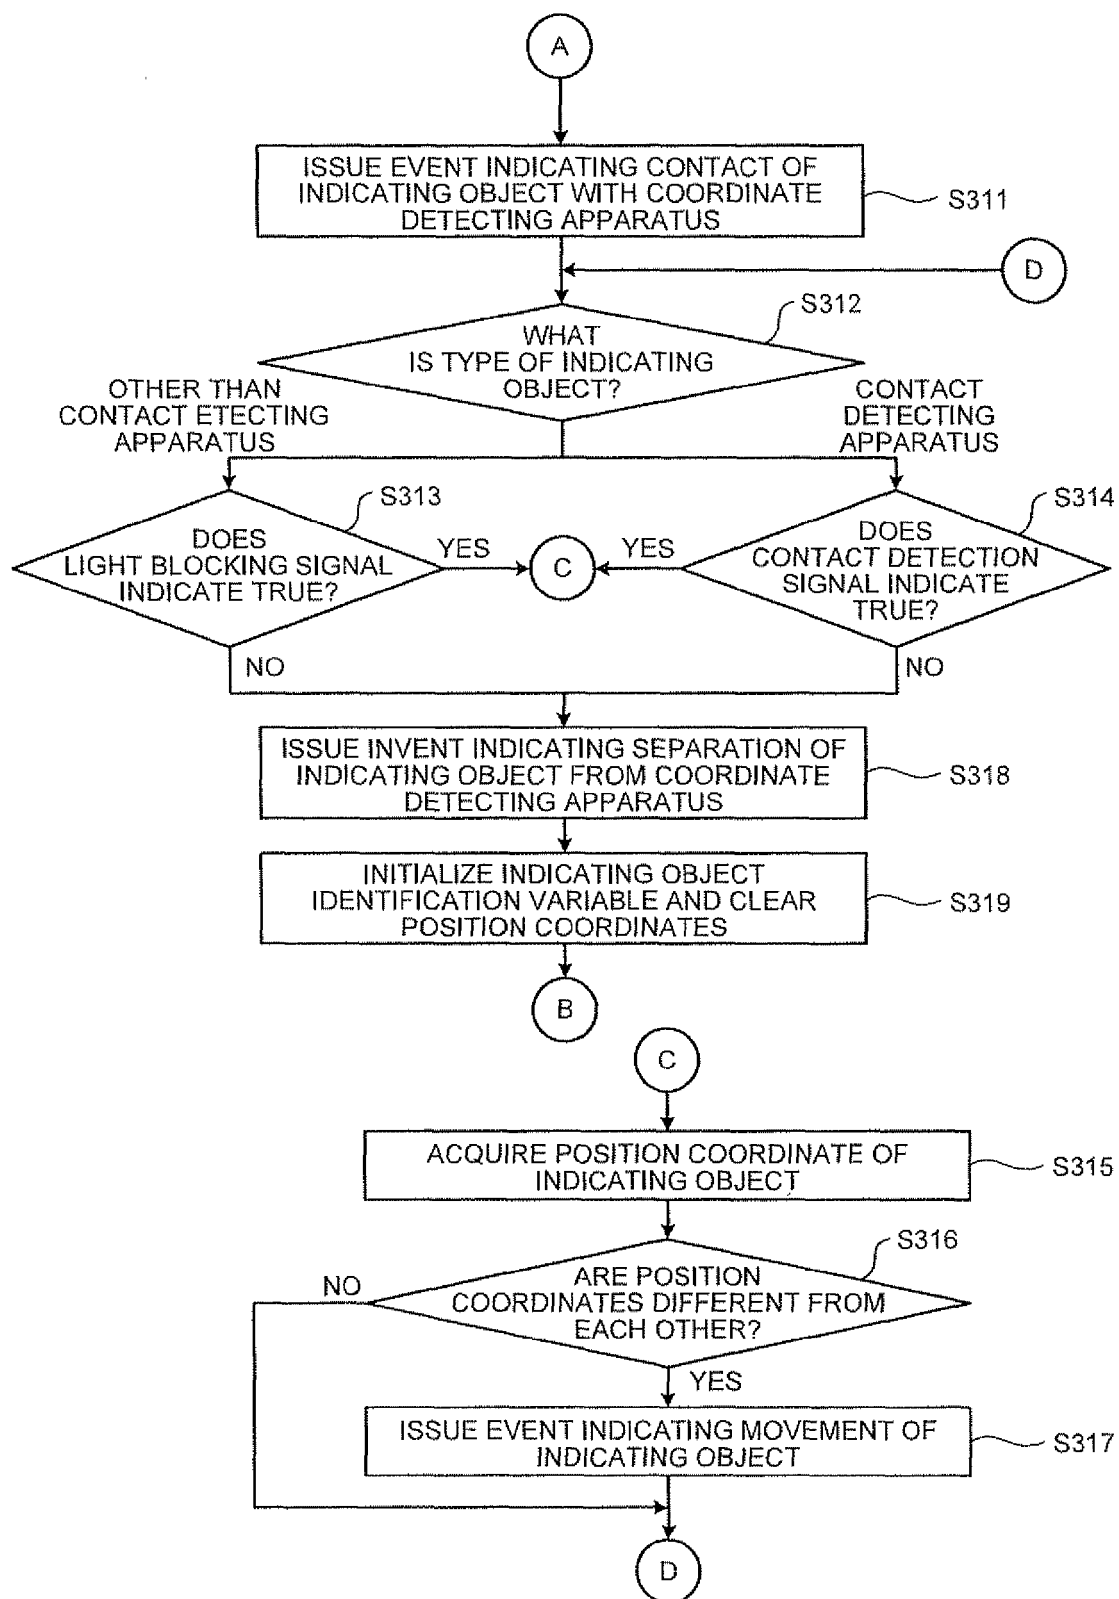 A
ISSUE EVENT INDICATING CONTACT OF
INDICATING OBJECT WITH COORDINATE
DETECTING APPARATUS
S311
D
S312
WHAT
IS TYPE OF INDICATING
OBJECT?
OTHER THAN
CONTACT ETECTING
APPARATUS
CONTACT
DETECTING
APPARATUS
S313
DOES
LIGHT BLOCKING SIGNAL
INDICATE TRUE?
YES
C
YES
S314
DOES
CONTACT DETECTION
SIGNAL INDICATE
TRUE?
NO
NO
ISSUE INVENT INDICATING SEPARATION OF
INDICATING OBJECT FROM COORDINATE
DETECTING APPARATUS
S318
INITIALIZE INDICATING OBJECT
IDENTIFICATION VARIABLE AND CLEAR
POSITION COORDINATES
S319
B
C
ACQUIRE POSITION COORDINATE OF
INDICATING OBJECT
S315
S316
ARE POSITION
COORDINATES DIFFERENT FROM
EACH OTHER?
NO
YES
ISSUE EVENT INDICATING MOVEMENT OF
INDICATING OBJECT
S317
D